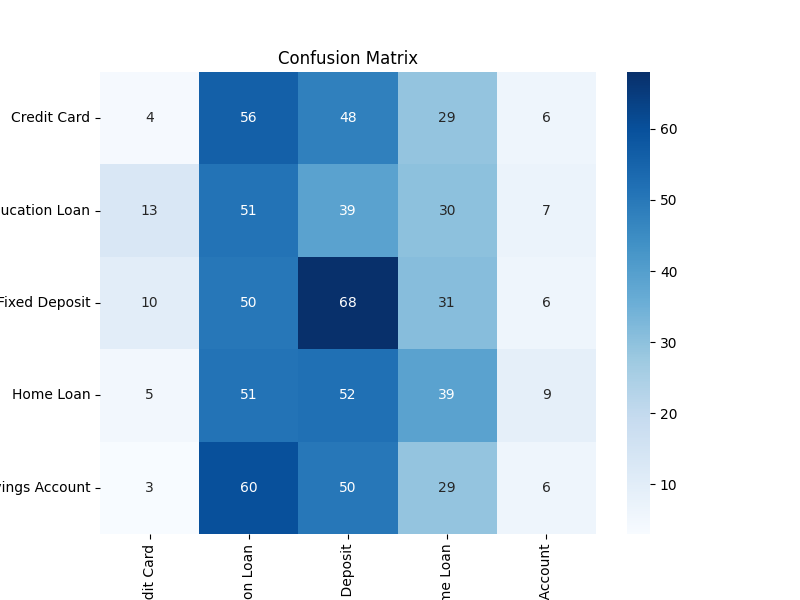 Confusion Matrix
Credit Card 4 56 48 29 6
ucation Loan 13 51 39 30 7
Fixed Deposit 10 50 68 31 6
Home Loan 5 51 52 39 9
vings Account 3 60 50 29 6
dit Card
on Loan
Deposit
me Loan
Account
60
50
40
30
20
10